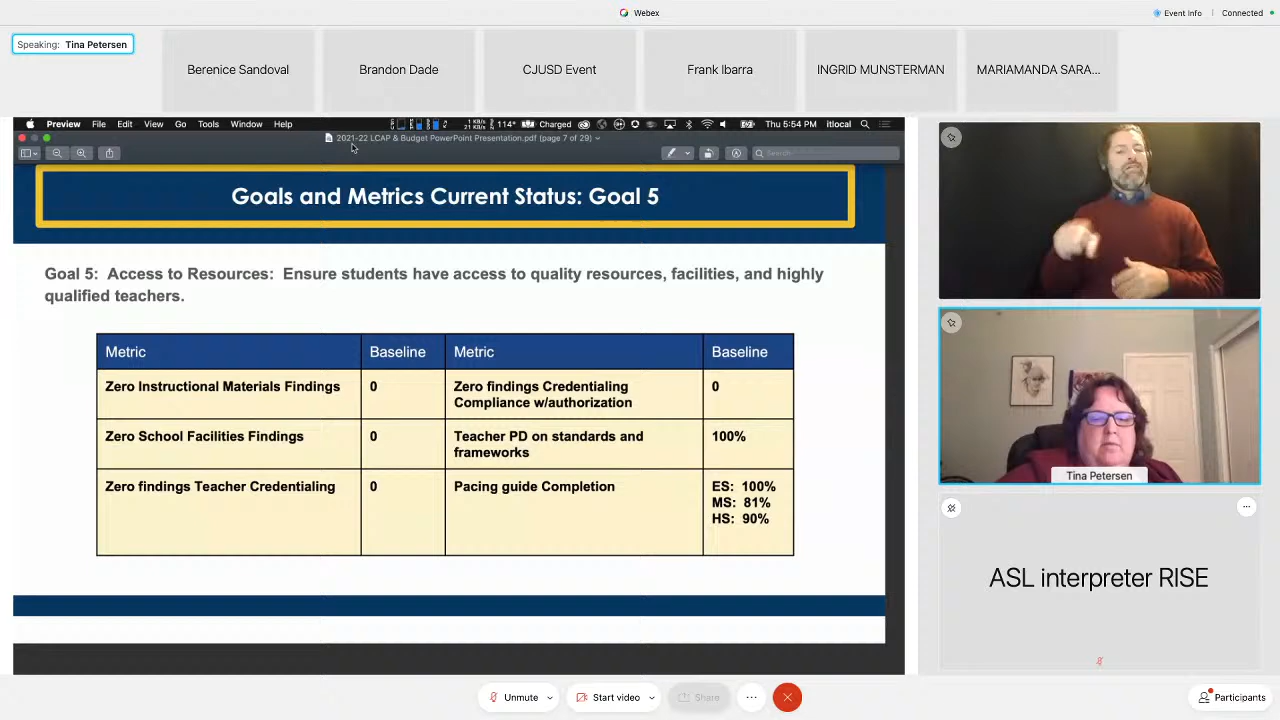 Webex
Event Info
Connected
Speaking: Tina Petersen
Berenice Sandoval
Brandon Dade
CJUSD Event
Frank Ibarra
INGRID MUNSTERMAN
MARIAMANDA SARA...
Preview File Edit View Go Tools Window Help
114° Charged Thu 5:54 PM itlocal
2021-22 LCAP & Budget PowerPoint Presentation.pdf (page 7 of 29)
Search
Goals and Metrics Current Status: Goal 5
Goal 5: Access to Resources: Ensure students have access to quality resources, facilities, and highly
qualified teachers.
Metric Baseline Metric Baseline
Zero Instructional Materials Findings 0 Zero findings Credentialing 0
Compliance w/authorization
Zero School Facilities Findings 0 Teacher PD on standards and 100%
frameworks
Zero findings Teacher Credentialing 0 Pacing guide Completion ES: 100%
MS: 81%
HS: 90%
Tina Petersen
ASL interpreter RISE
Unmute
Start video
Share
Participants